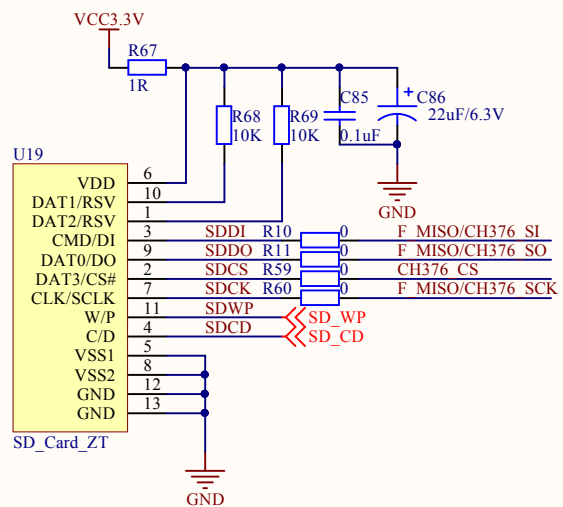 VCC3.3V
R67
1R
R68
10K
R69
10K
C85
0.1uF
C86
22uF/6.3V
+
GND
U19
VDD 6
DAT1/RSV 10
DAT2/RSV 1
CMD/DI 3 SDDI R10 0 F_MISO/CH376_SI
DAT0/DO 9 SDDO R11 0 F_MISO/CH376_SO
DAT3/CS# 2 SDCS R59 0 CH376_CS
CLK/SCLK 7 SDCK R60 0 F_MISO/CH376_SCK
W/P 11 SDWP SD_WP
C/D 4 SDCD SD_CD
VSS1 5
VSS2 8
GND 12
GND 13
SD_Card_ZT
GND